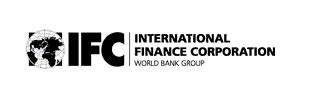 IFC
INTERNATIONAL
FINANCE CORPORATION
WORLD BANK GROUP